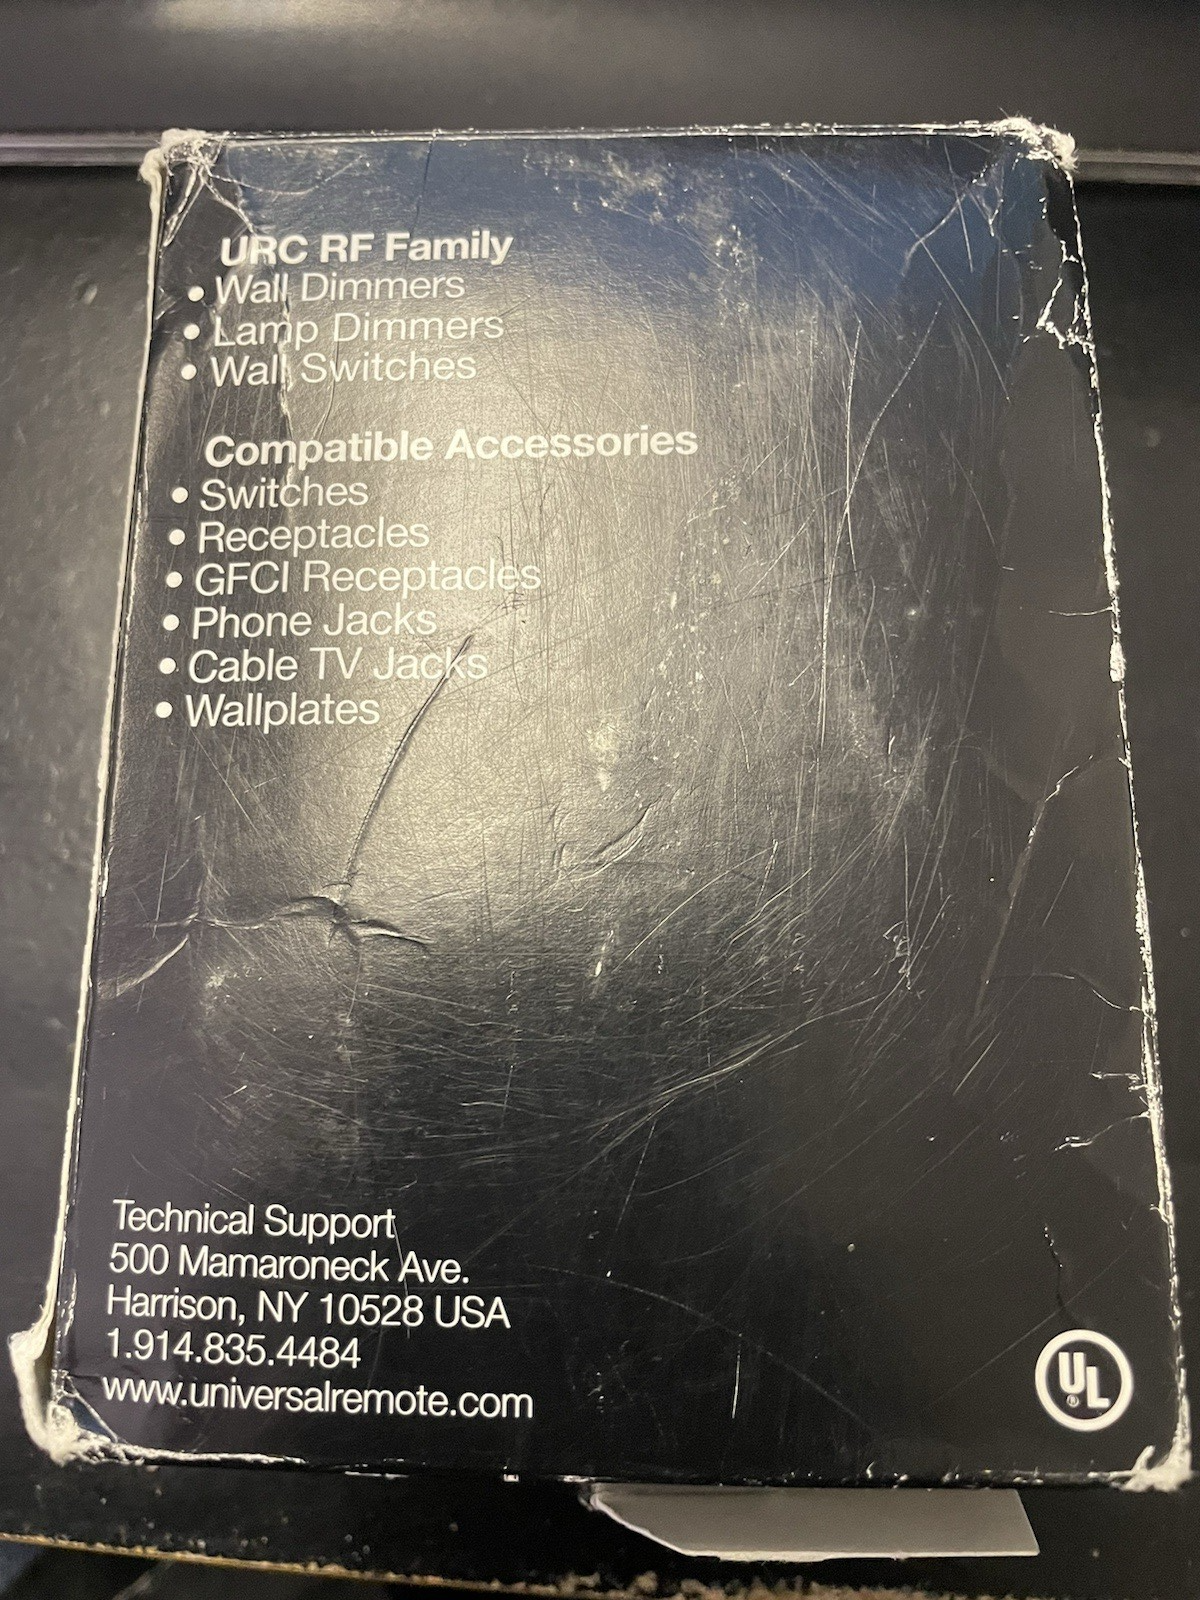 URC RF Family
• Wall Dimmers
• Lamp Dimmers
• Wall Switches
Compatible Accessories
• Switches
• Receptacles
• GFCI Receptacles
• Phone Jacks
• Cable TV Jacks
• Wallplates
Technical Support
500 Mamaroneck Ave.
Harrison, NY 10528 USA
1.914.835.4484
www.universalremote.com
UL
®